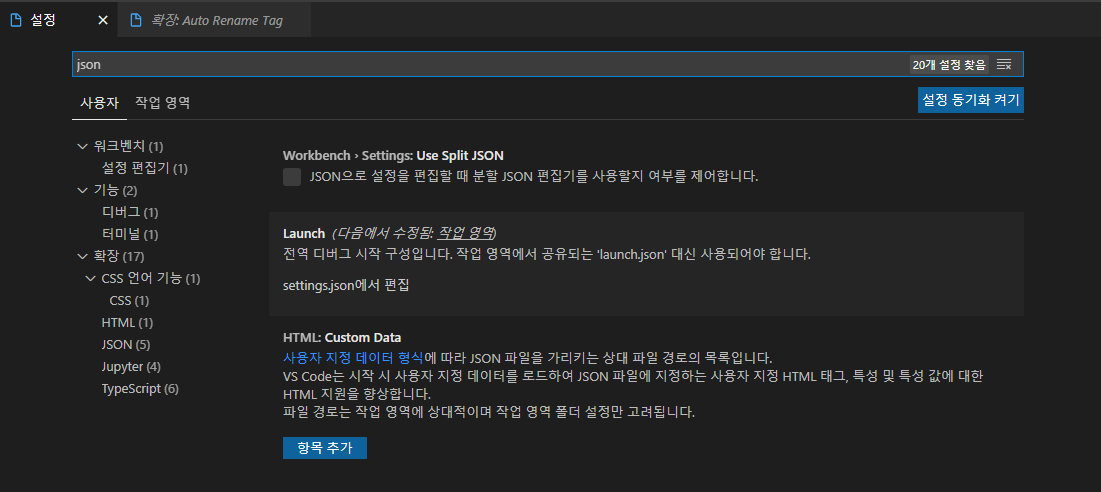 설정
확장: Auto Rename Tag
json
20개 설정 찾음
사용자 작업 영역
설정 동기화 켜기
워크벤치 (1)
설정 편집기 (1)
기능 (2)
디버그 (1)
터미널 (1)
확장 (17)
CSS 언어 기능 (1)
CSS (1)
HTML (1)
JSON (5)
Jupyter (4)
TypeScript (6)
Workbench › Settings: Use Split JSON
JSON으로 설정을 편집할 때 분할 JSON 편집기를 사용할지 여부를 제어합니다.
Launch (다음에서 수정됨: 작업 영역)
전역 디버그 시작 구성입니다. 작업 영역에서 공유되는 'launch.json' 대신 사용되어야 합니다.
settings.json에서 편집
HTML: Custom Data
사용자 지정 데이터 형식에 따라 JSON 파일을 가리키는 상대 파일 경로의 목록입니다.
VS Code는 시작 시 사용자 지정 데이터를 로드하여 JSON 파일에 지정하는 사용자 지정 HTML 태그, 특성 및 특성 값에 대한
HTML 지원을 향상합니다.
파일 경로는 작업 영역에 상대적이며 작업 영역 폴더 설정만 고려됩니다.
항목 추가